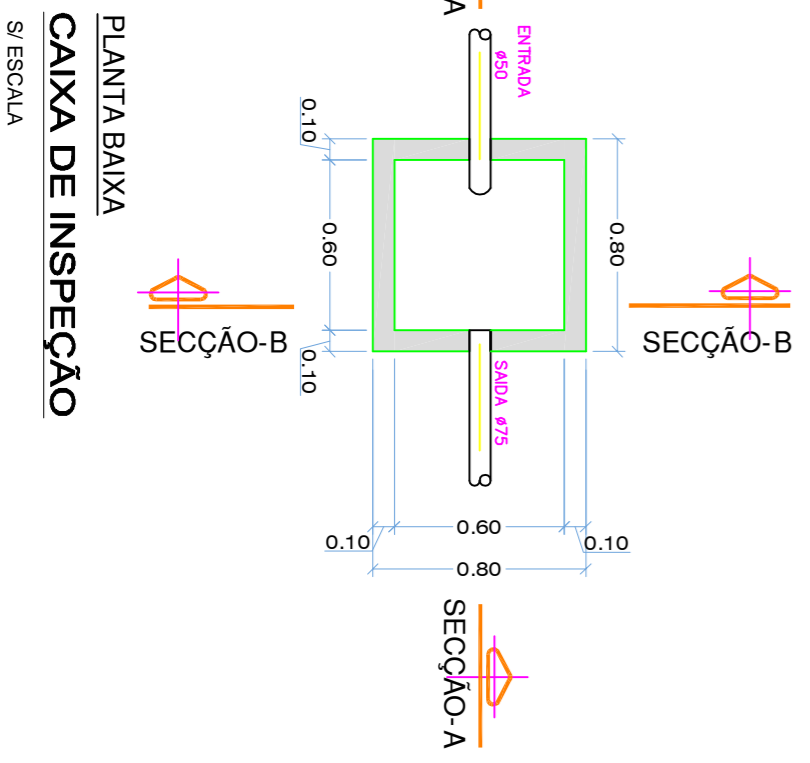 A
ENTRADA
ø50
0.10
0.60
0.10
0.80
SECÇÃO-B
SECÇÃO-B
SAIDA ø75
0.10
0.60
0.10
0.80
SECÇÃO-A
PLANTA BAIXA
CAIXA DE INSPEÇÃO
S/ ESCALA